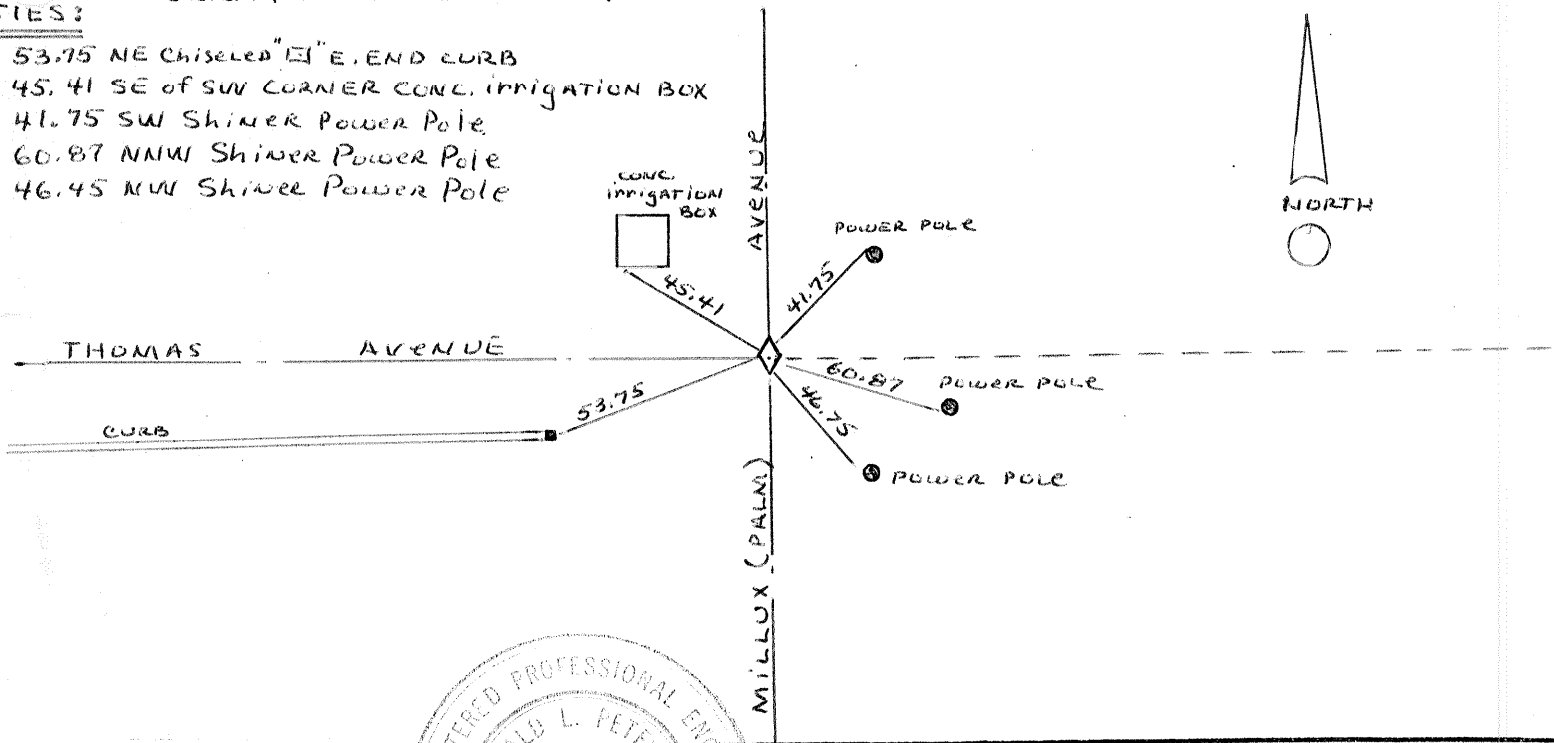 TIES:
53.75 NE Chiseled "⊡" E. END CURB
45.41 SE of SW CORNER CONC. irrigATION BOX
41.75 SW Shiner Power Pole
60.87 NNW Shiner Power Pole
46.45 NW Shiner Power Pole
CONC.
irrigATION
BOX
AVENUE
POWER POLE
NORTH
45.41
41.75
THOMAS AVENUE
60.87
POWER POLE
53.75
46.75
CURB
POWER POLE
MILLUX (PALM)
PROFESSIONAL
L.